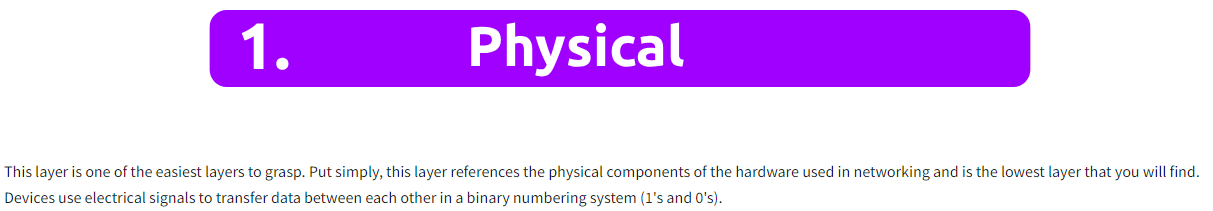 1. Physical
This layer is one of the easiest layers to grasp. Put simply, this layer references the physical components of the hardware used in networking and is the lowest layer that you will find.
Devices use electrical signals to transfer data between each other in a binary numbering system (1's and 0's).